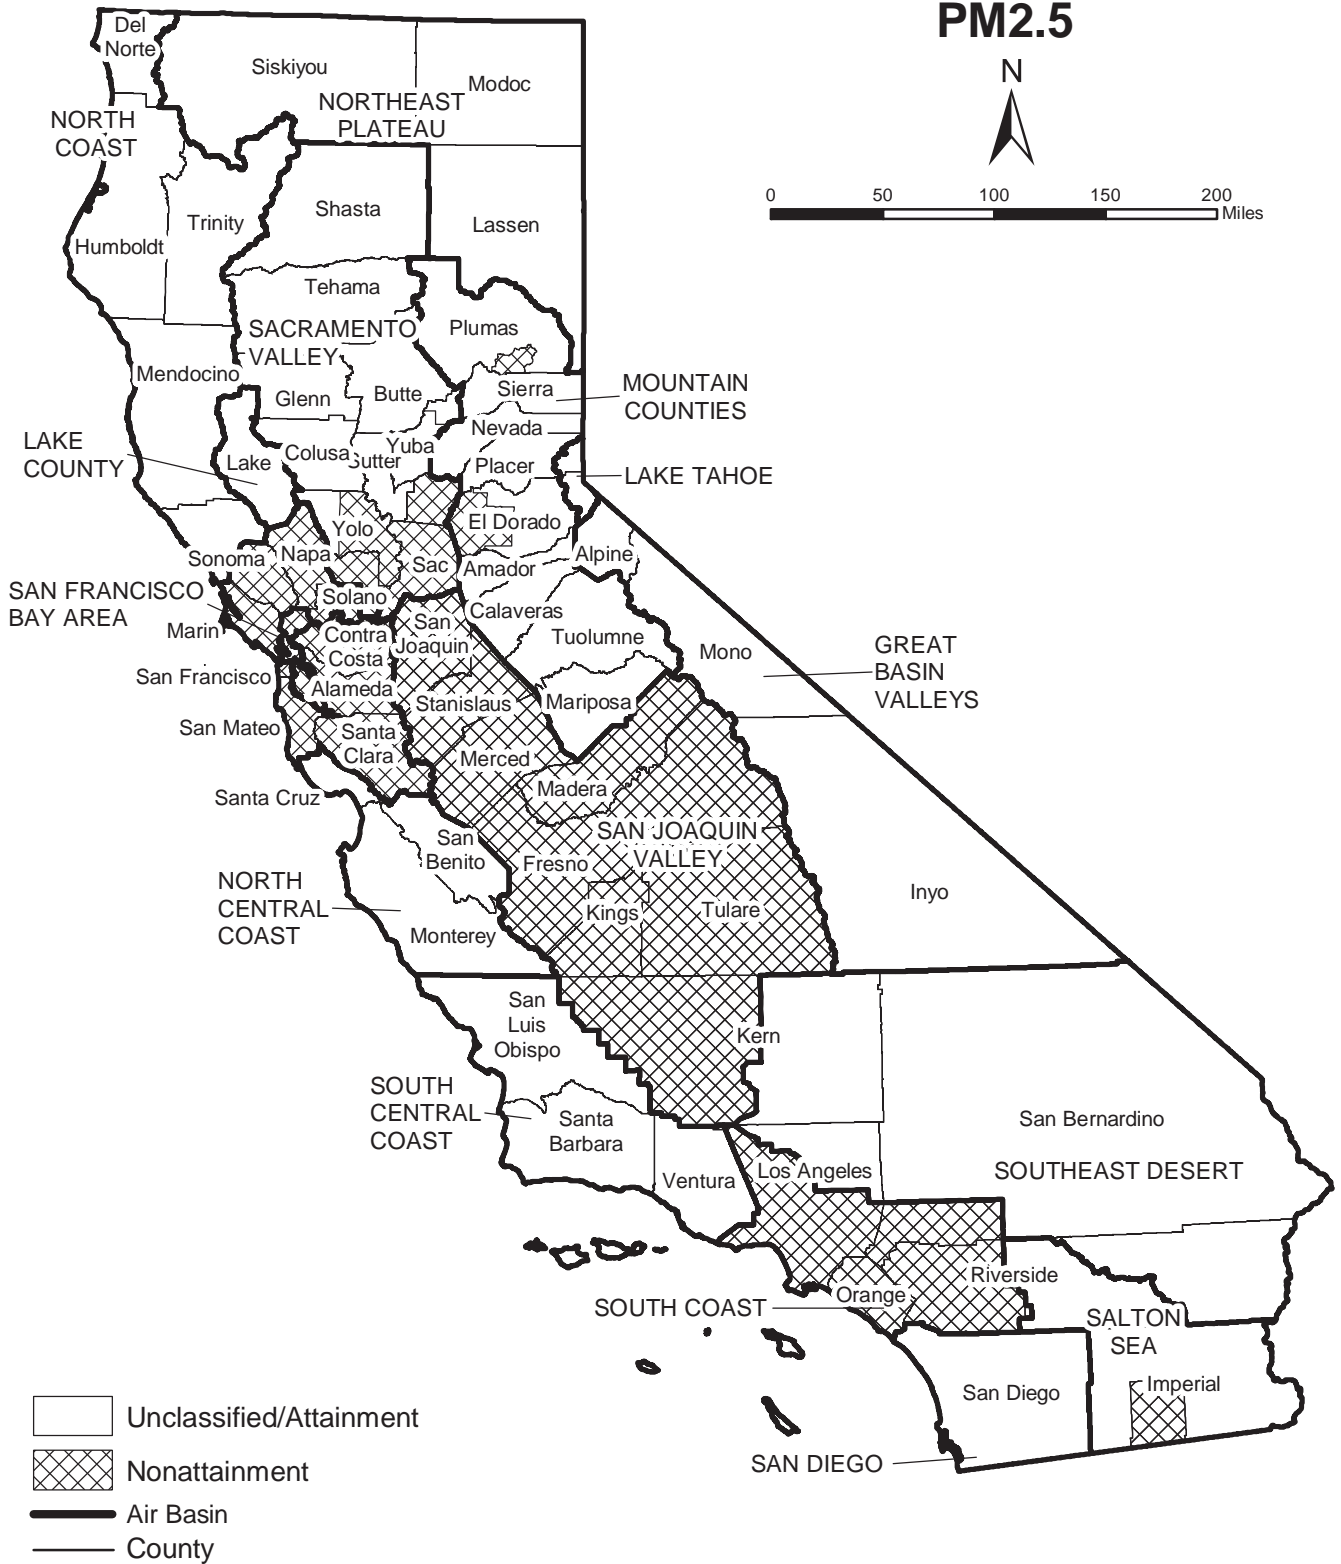 PM2.5
N
0 50 100 150 200
Miles
Del
Norte
Siskiyou
Modoc
NORTHEAST
PLATEAU
NORTH
COAST
Shasta
Trinity
Lassen
Humboldt
Tehama
SACRAMENTO
VALLEY
Plumas
Mendocino
Glenn
Butte
Sierra
MOUNTAIN
COUNTIES
Nevada
LAKE
COUNTY
Lake
Colusa
Yuba
Sutter
Placer
LAKE TAHOE
Yolo
El Dorado
Sonoma
Napa
Sac
Amador
Alpine
SAN FRANCISCO
BAY AREA
Solano
Calaveras
Marin
Contra
Costa
San
Joaquin
Tuolumne
Mono
GREAT
BASIN
VALLEYS
San Francisco
Alameda
Stanislaus
Mariposa
San Mateo
Santa
Clara
Merced
Madera
Santa Cruz
SAN JOAQUIN
VALLEY
San
Benito
Fresno
NORTH
CENTRAL
COAST
Kings
Tulare
Inyo
Monterey
San
Luis
Obispo
Kern
SOUTH
CENTRAL
COAST
Santa
Barbara
San Bernardino
Ventura
Los Angeles
SOUTHEAST DESERT
Riverside
Orange
SOUTH COAST
SALTON
SEA
San Diego
Imperial
SAN DIEGO
Unclassified/Attainment
Nonattainment
Air Basin
County